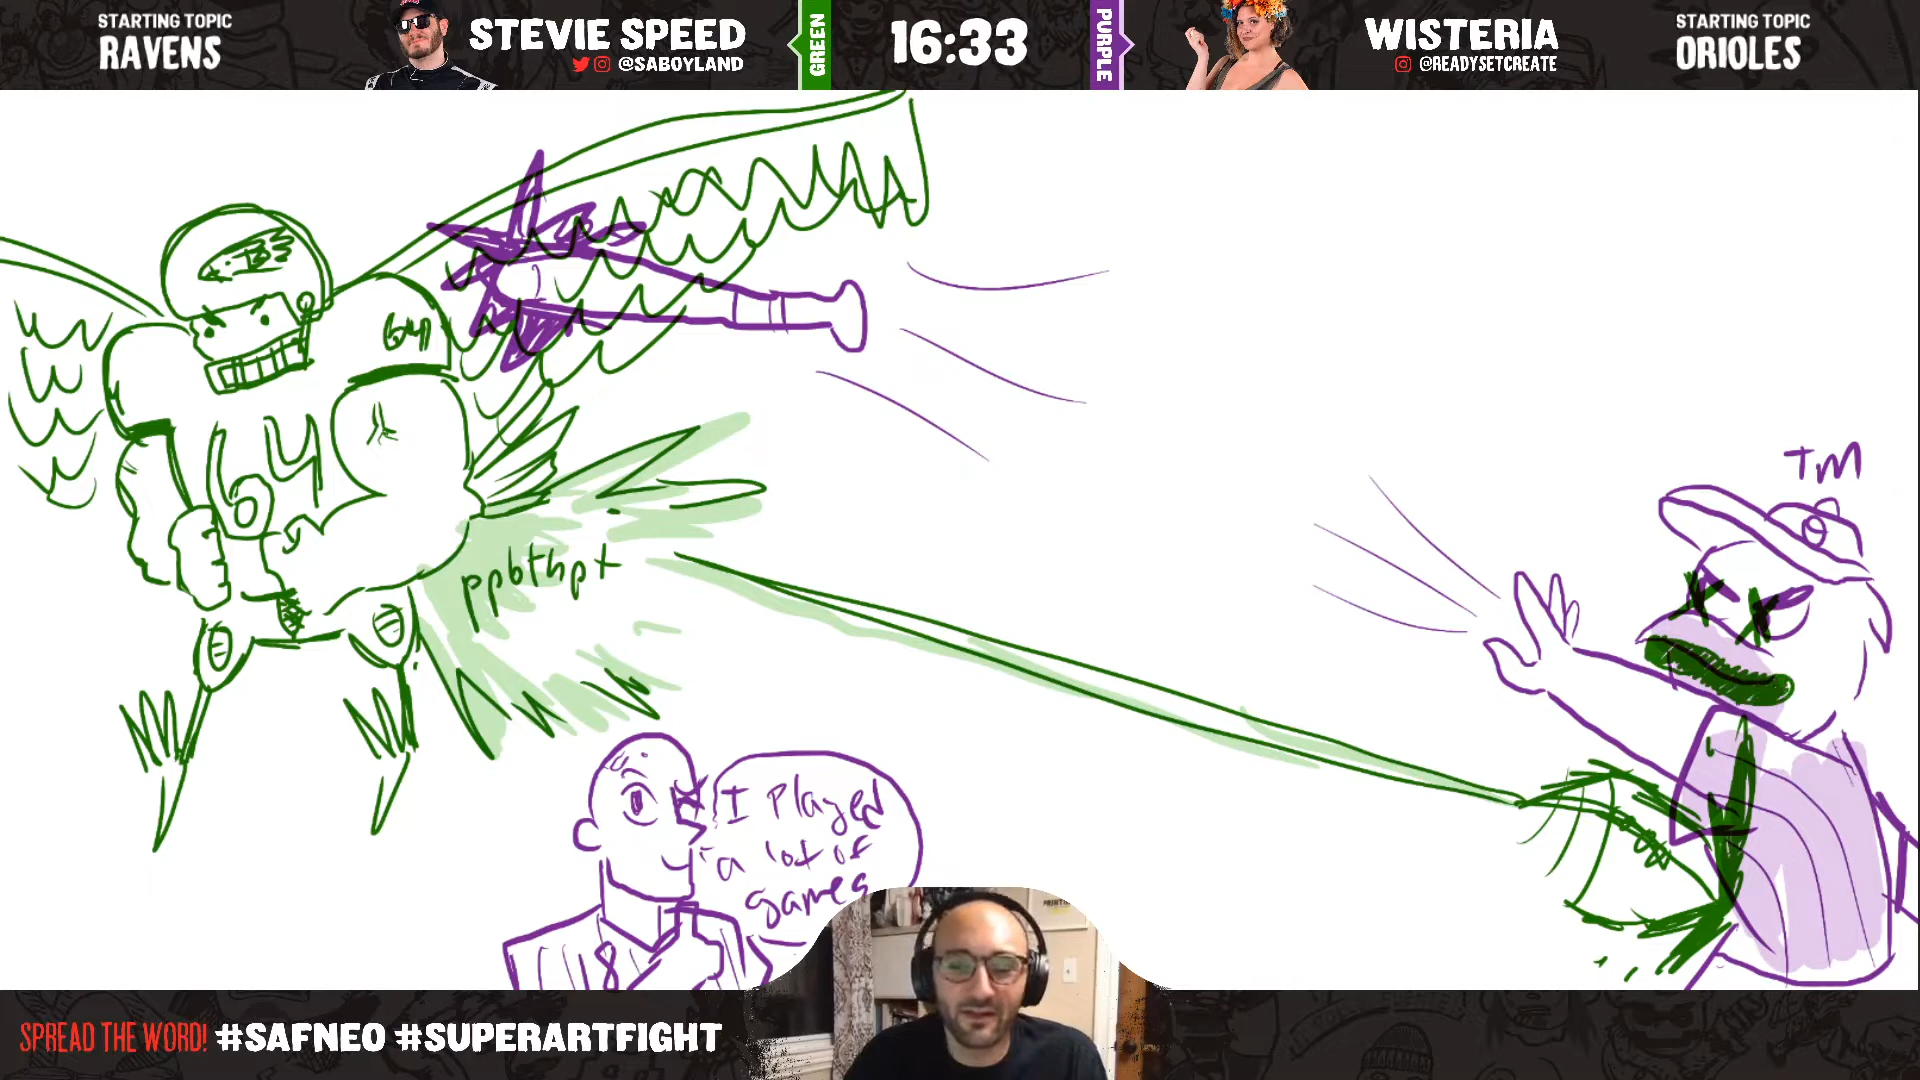 STARTING TOPIC
RAVENS
STEVIE SPEED
@SABOYLAND
GREEN
16:33
PURPLE
WISTERIA
@READYSETCREATE
STARTING TOPIC
ORIOLES
64
64
ppbthpt
TM
I Played
a lot of
games
8
SPREAD THE WORD! #SAFNEO #SUPERARTFIGHT